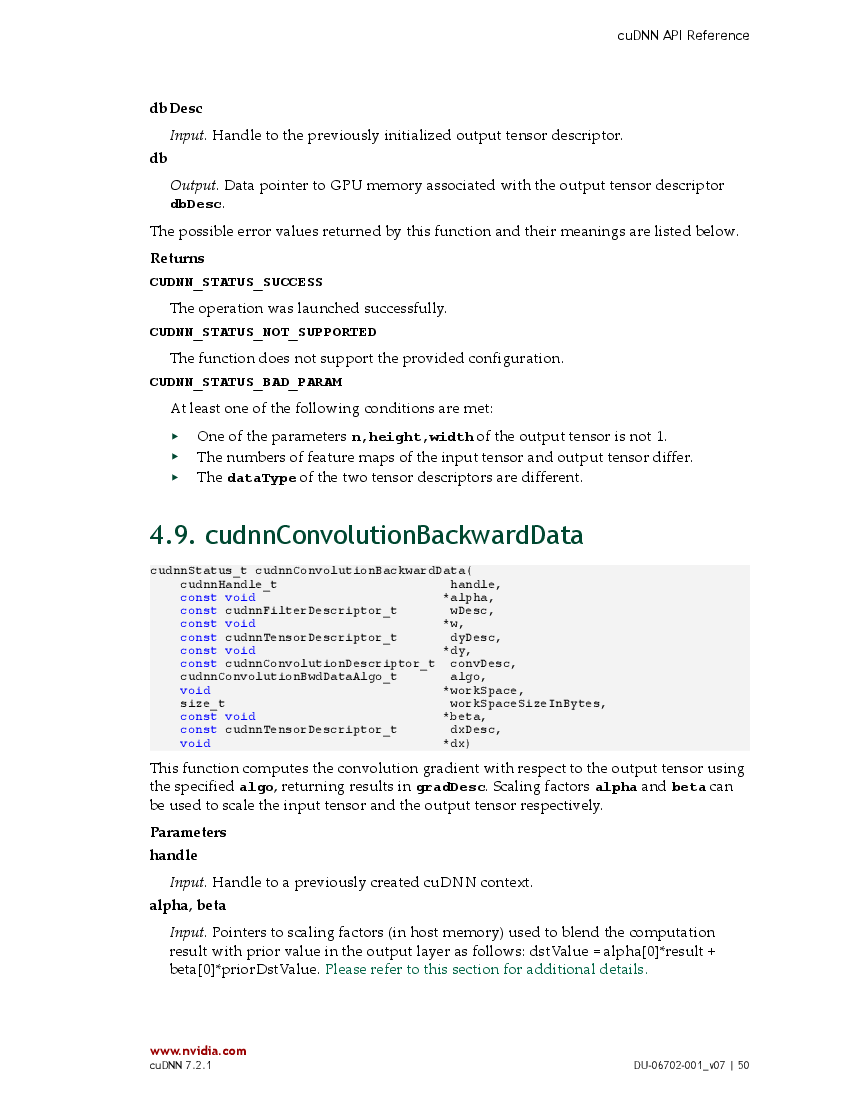 cuDNN API Reference
dbDesc
Input. Handle to the previously initialized output tensor descriptor.
db
Output. Data pointer to GPU memory associated with the output tensor descriptor
dbDesc.
The possible error values returned by this function and their meanings are listed below.
Returns
CUDNN_STATUS_SUCCESS
The operation was launched successfully.
CUDNN_STATUS_NOT_SUPPORTED
The function does not support the provided configuration.
CUDNN_STATUS_BAD_PARAM
At least one of the following conditions are met:
▸ One of the parameters n,height,width of the output tensor is not 1.
▸ The numbers of feature maps of the input tensor and output tensor differ.
▸ The dataType of the two tensor descriptors are different.
4.9. cudnnConvolutionBackwardData
cudnnStatus_t cudnnConvolutionBackwardData(
    cudnnHandle_t                       handle,
    const void                         *alpha,
    const cudnnFilterDescriptor_t       wDesc,
    const void                         *w,
    const cudnnTensorDescriptor_t       dyDesc,
    const void                         *dy,
    const cudnnConvolutionDescriptor_t  convDesc,
    cudnnConvolutionBwdDataAlgo_t       algo,
    void                               *workSpace,
    size_t                              workSpaceSizeInBytes,
    const void                         *beta,
    const cudnnTensorDescriptor_t       dxDesc,
    void                               *dx)
This function computes the convolution gradient with respect to the output tensor using
the specified algo, returning results in gradDesc. Scaling factors alpha and beta can
be used to scale the input tensor and the output tensor respectively.
Parameters
handle
Input. Handle to a previously created cuDNN context.
alpha, beta
Input. Pointers to scaling factors (in host memory) used to blend the computation
result with prior value in the output layer as follows: dstValue = alpha[0]*result +
beta[0]*priorDstValue. Please refer to this section for additional details.
www.nvidia.com
cuDNN 7.2.1 DU-06702-001_v07 | 50